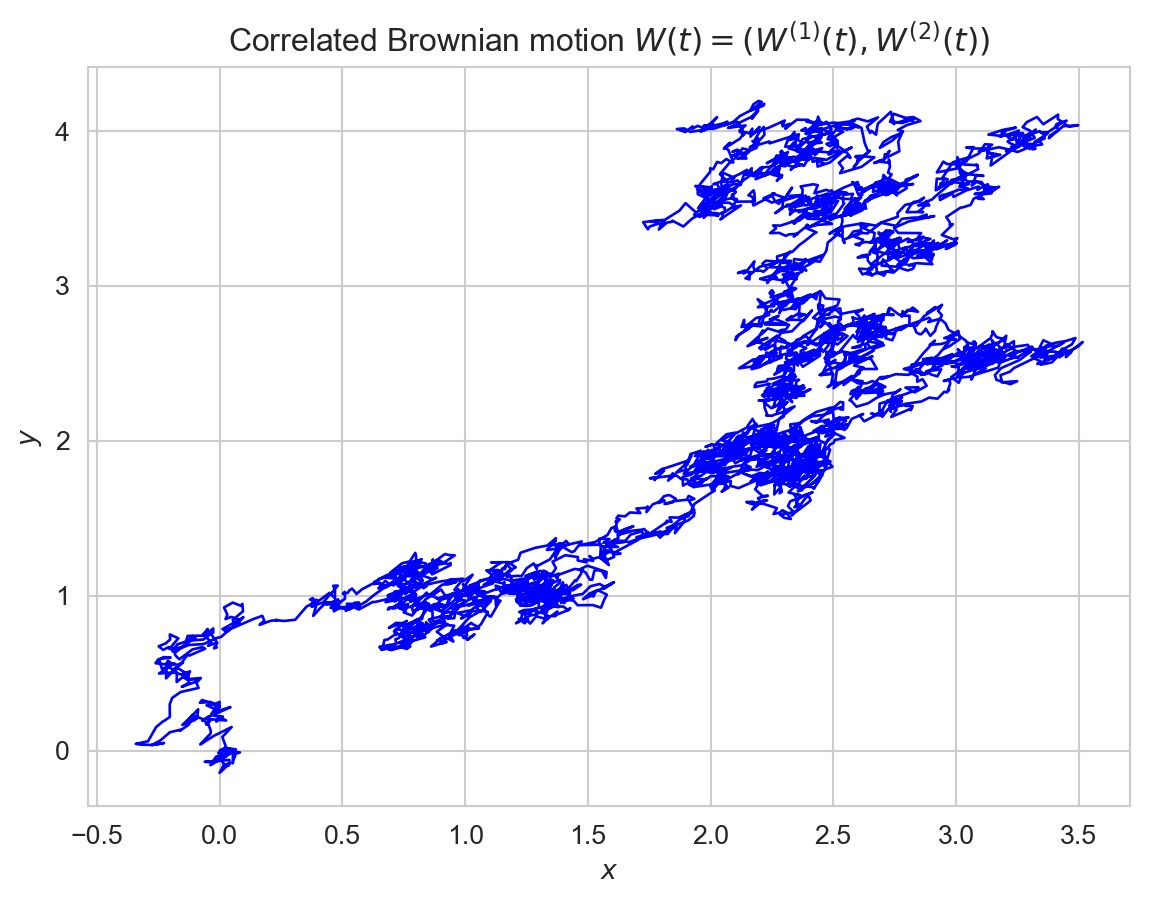 Correlated Brownian motion W(t) = (W^{(1)}(t), W^{(2)}(t))
4
3
2
1
0
y
−0.5 0.0 0.5 1.0 1.5 2.0 2.5 3.0 3.5
x